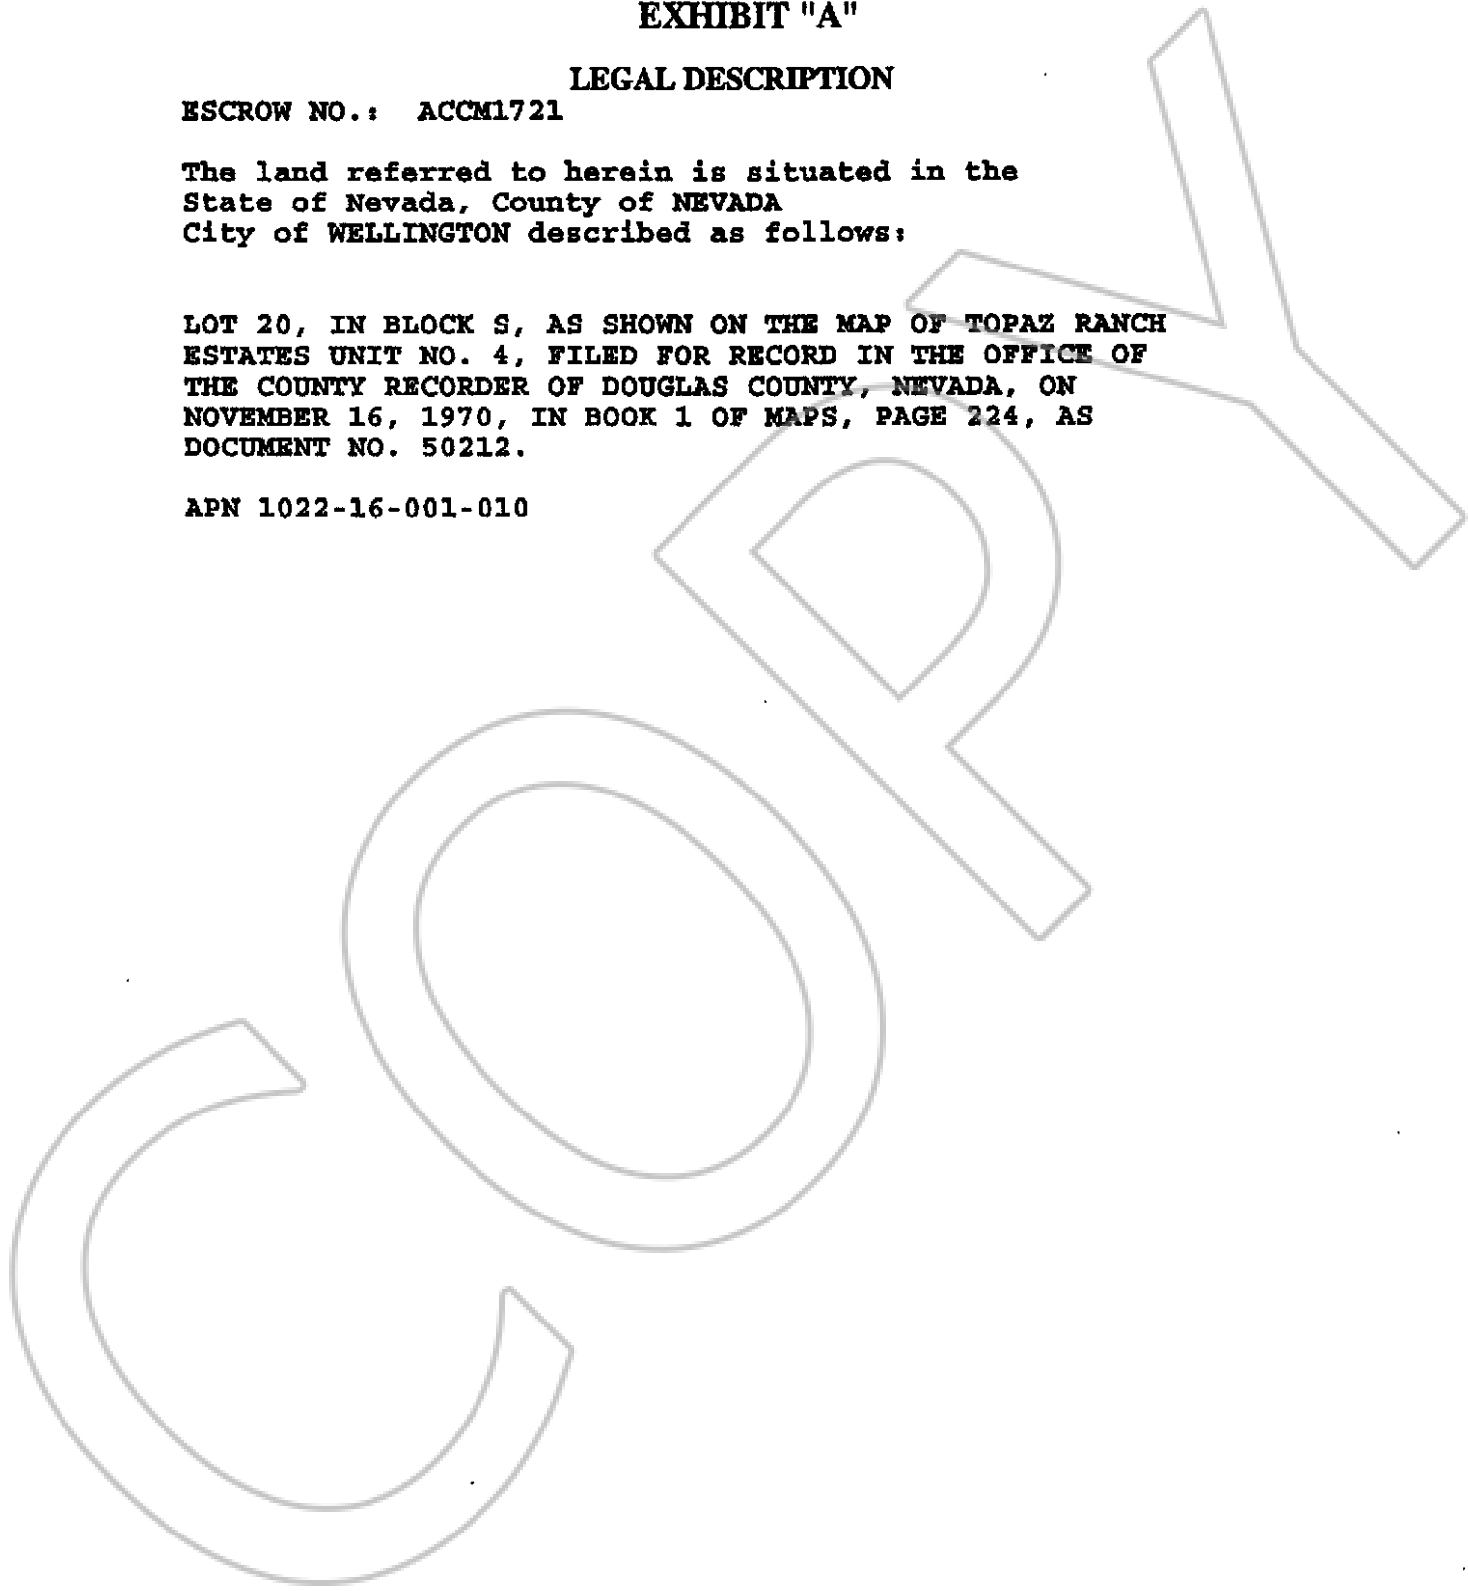 EXHIBIT "A"
LEGAL DESCRIPTION
ESCROW NO.: ACCM1721
The land referred to herein is situated in the
State of Nevada, County of NEVADA
City of WELLINGTON described as follows:
LOT 20, IN BLOCK S, AS SHOWN ON THE MAP OF TOPAZ RANCH
ESTATES UNIT NO. 4, FILED FOR RECORD IN THE OFFICE OF
THE COUNTY RECORDER OF DOUGLAS COUNTY, NEVADA, ON
NOVEMBER 16, 1970, IN BOOK 1 OF MAPS, PAGE 224, AS
DOCUMENT NO. 50212.
APN 1022-16-001-010
COPY